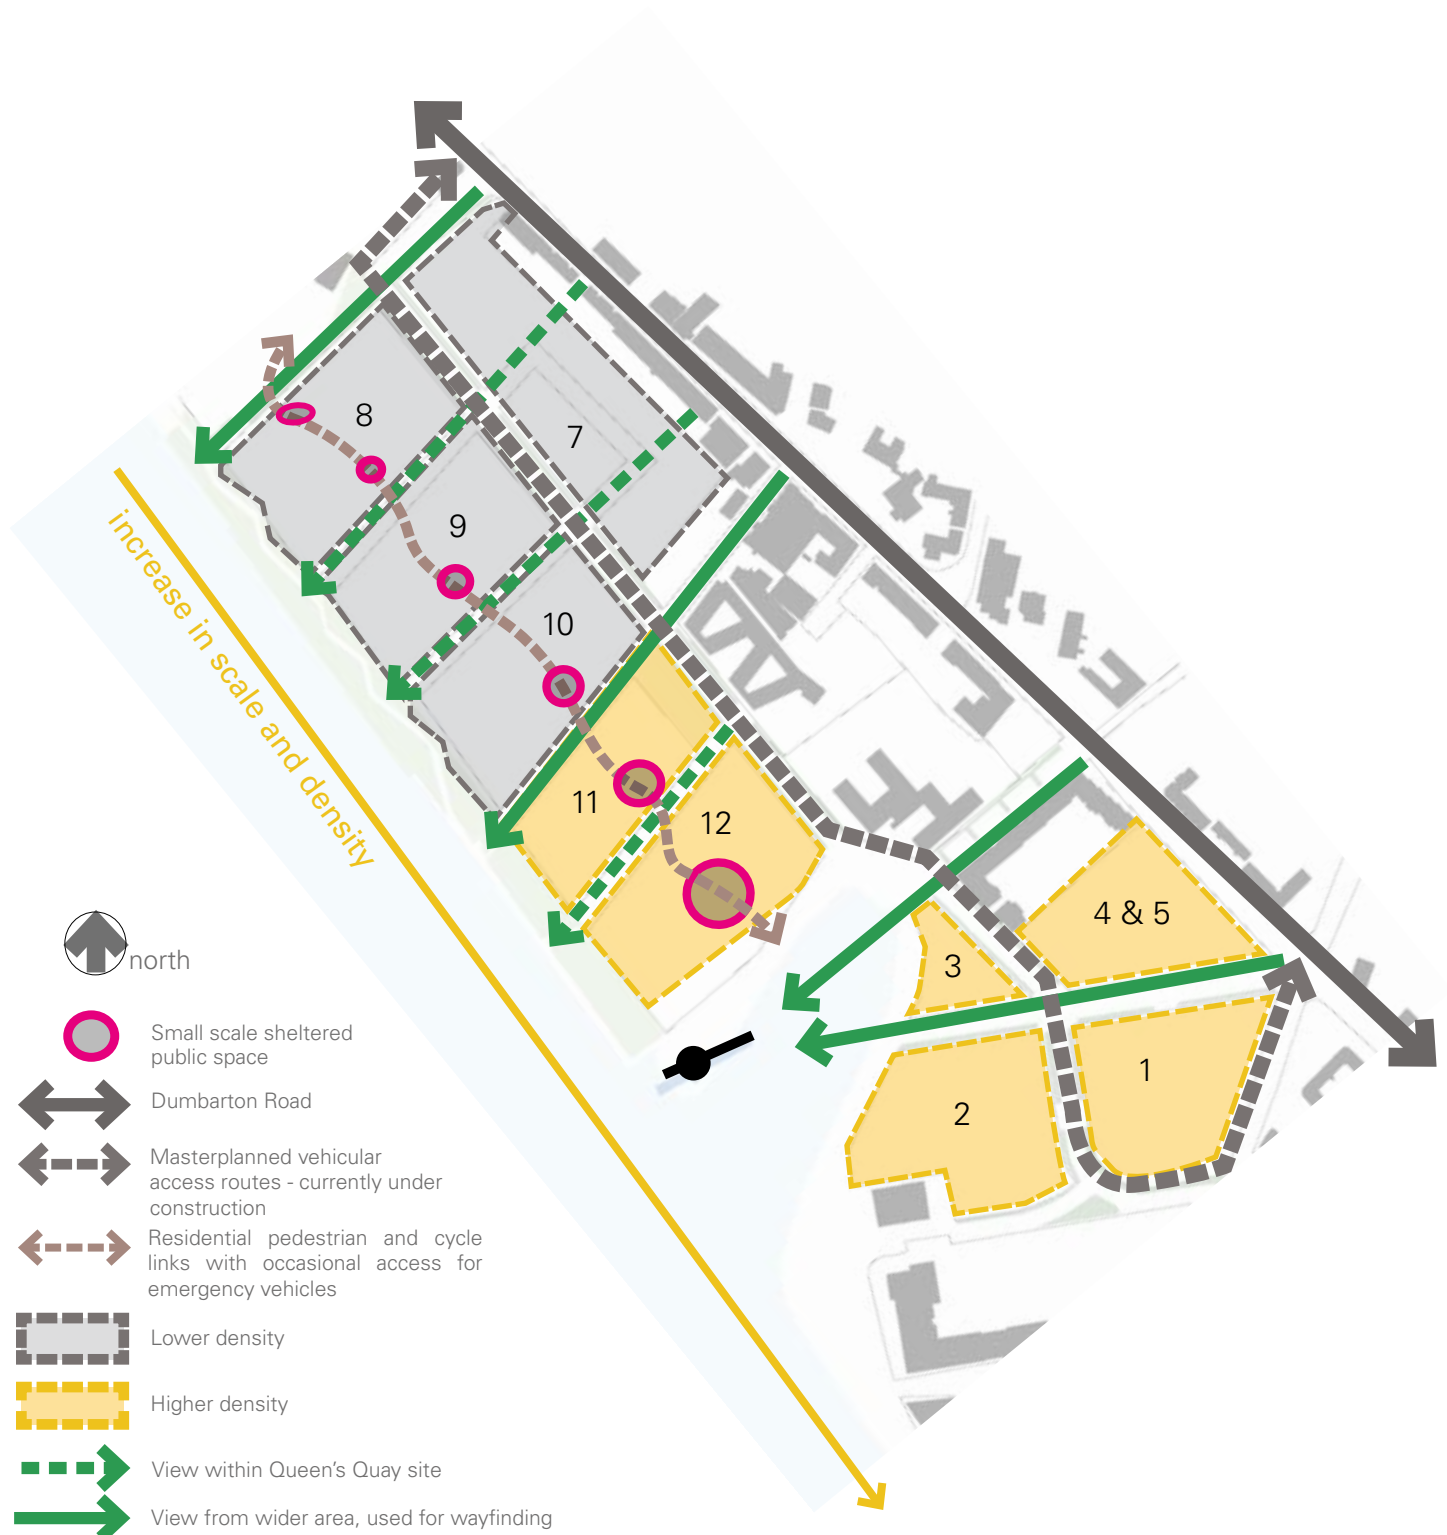 8
7
9
10
11
12
4 & 5
3
1
2
increase in scale and density
north
Small scale sheltered
public space
Dumbarton Road
Masterplanned vehicular
access routes - currently under
construction
Residential pedestrian and cycle
links with occasional access for
emergency vehicles
Lower density
Higher density
View within Queen's Quay site
View from wider area, used for wayfinding